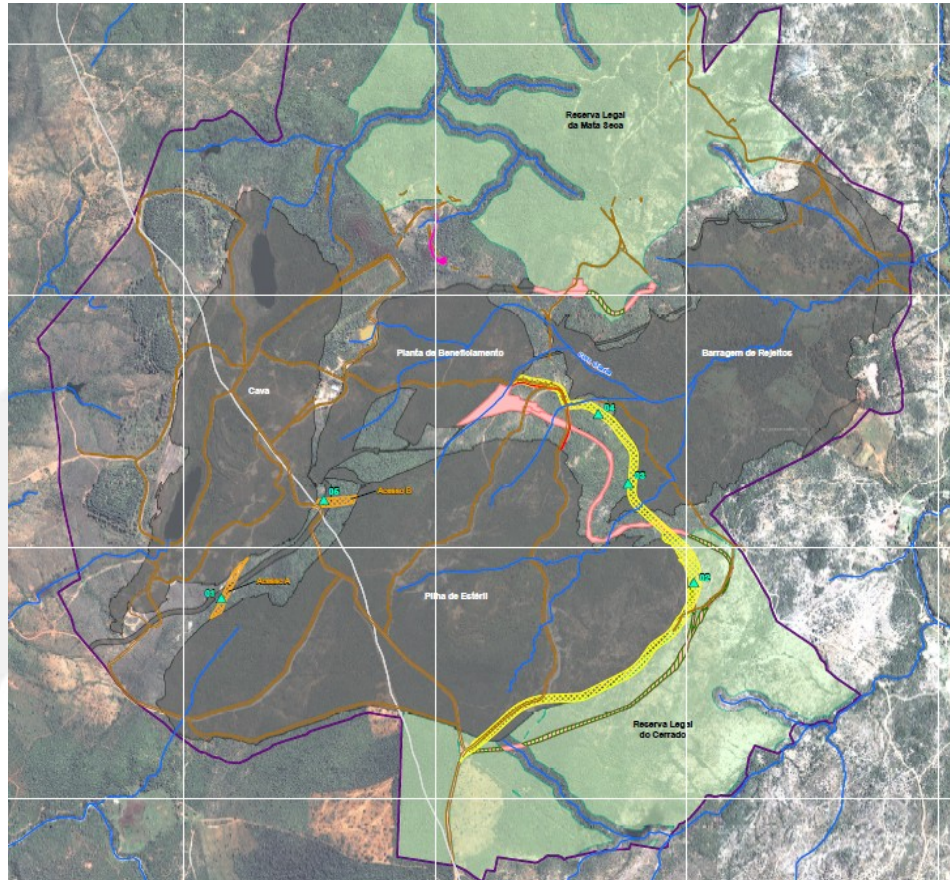 Reserva Legal
da Mata Seca
Planta de Beneficiamento
Barragem de Rejeitos
Cava
04
03
05
Acesso B
02
Acesso A
Pilha de Estéril
Reserva Legal
do Cerrado